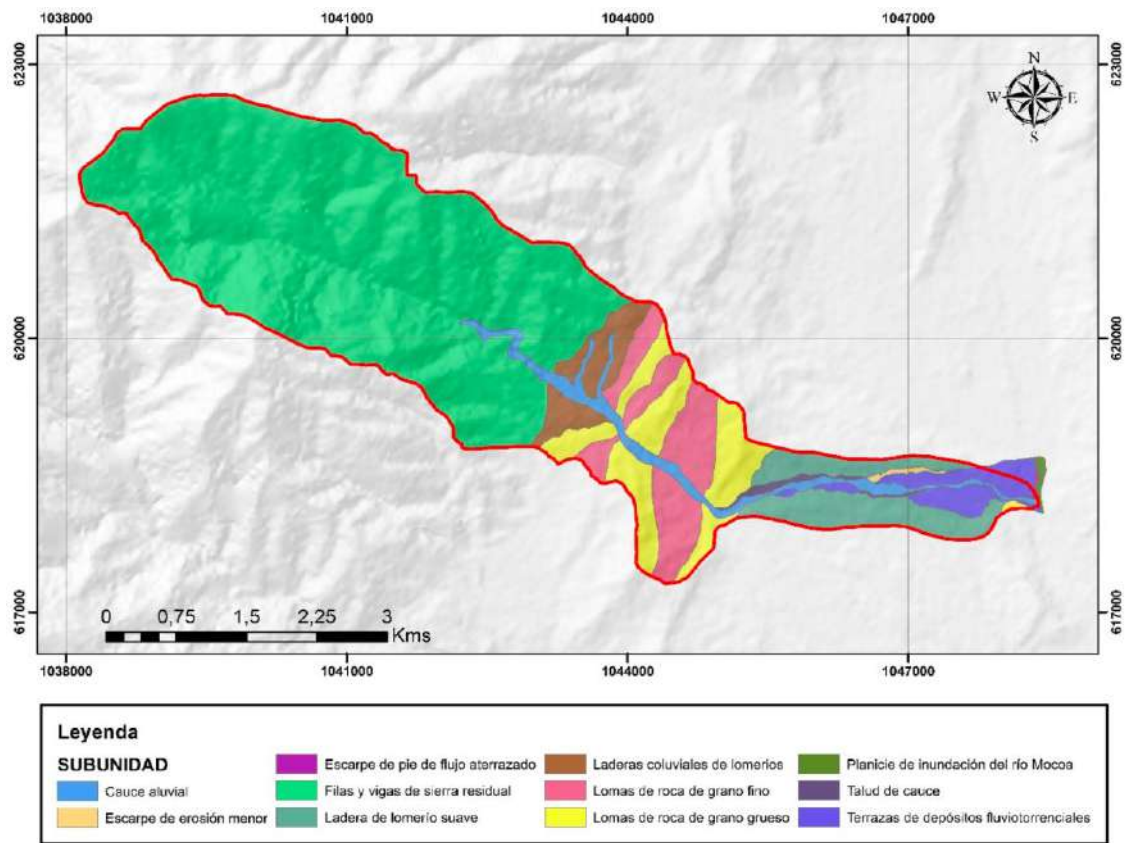 1038000 1041000 1044000 1047000
623000 623000
N
W E
S
620000 620000
617000 617000
0 0,75 1,5 2,25 3
Kms
1038000 1041000 1044000 1047000
Leyenda
SUBUNIDAD
Cauce aluvial
Escarpe de erosión menor
Escarpe de pie de flujo aterrazado
Filas y vigas de sierra residual
Ladera de lomerío suave
Laderas coluviales de lomeríos
Lomas de roca de grano fino
Lomas de roca de grano grueso
Planicie de inundación del río Mocoa
Talud de cauce
Terrazas de depósitos fluviotorrenciales